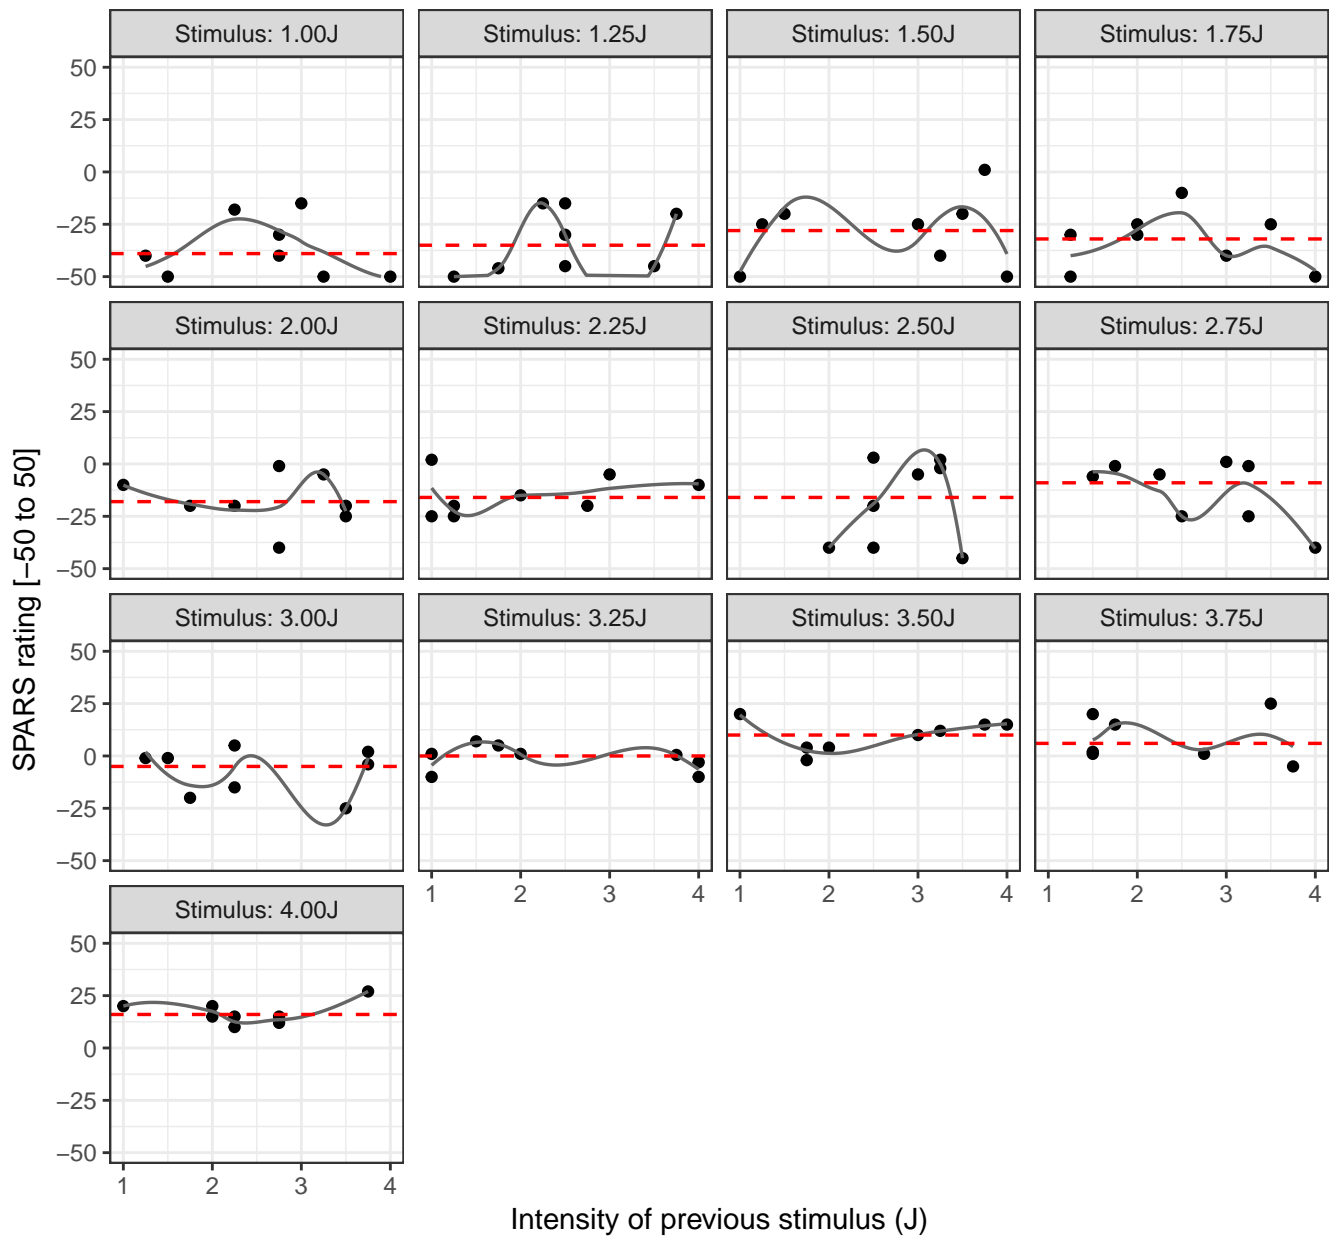 Stimulus: 1.00J
Stimulus: 1.25J
Stimulus: 1.50J
Stimulus: 1.75J
50
25
0
−25
−50
Stimulus: 2.00J
Stimulus: 2.25J
Stimulus: 2.50J
Stimulus: 2.75J
50
25
0
−25
−50
SPARS rating [−50 to 50]
Stimulus: 3.00J
Stimulus: 3.25J
Stimulus: 3.50J
Stimulus: 3.75J
50
25
0
−25
−50
1 2 3 4
1 2 3 4
1 2 3 4
Stimulus: 4.00J
50
25
0
−25
−50
1 2 3 4
Intensity of previous stimulus (J)